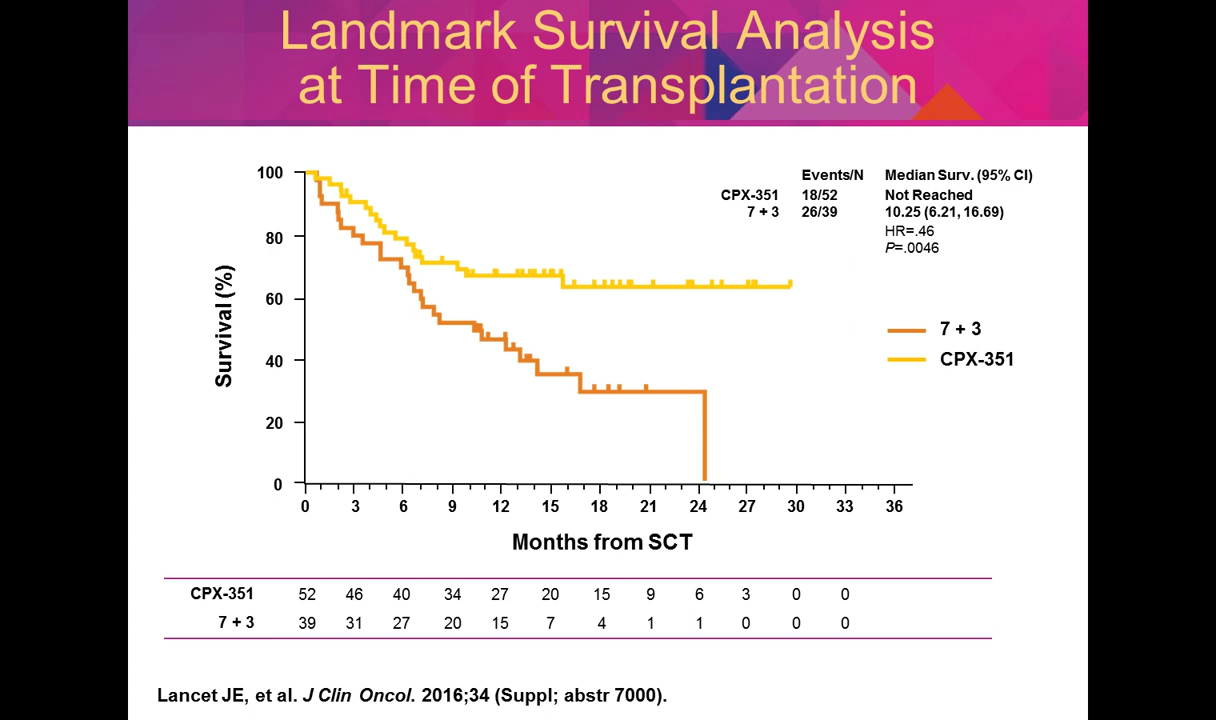 Landmark Survival Analysis
at Time of Transplantation
Events/N Median Surv. (95% CI)
CPX-351 18/52 Not Reached
7 + 3 26/39 10.25 (6.21, 16.69)
HR=.46
P=.0046
100
80
60
40
20
0
Survival (%)
7 + 3
CPX-351
0 3 6 9 12 15 18 21 24 27 30 33 36
Months from SCT
CPX-351 52 46 40 34 27 20 15 9 6 3 0 0
7 + 3 39 31 27 20 15 7 4 1 1 0 0 0
Lancet JE, et al. J Clin Oncol. 2016;34 (Suppl; abstr 7000).